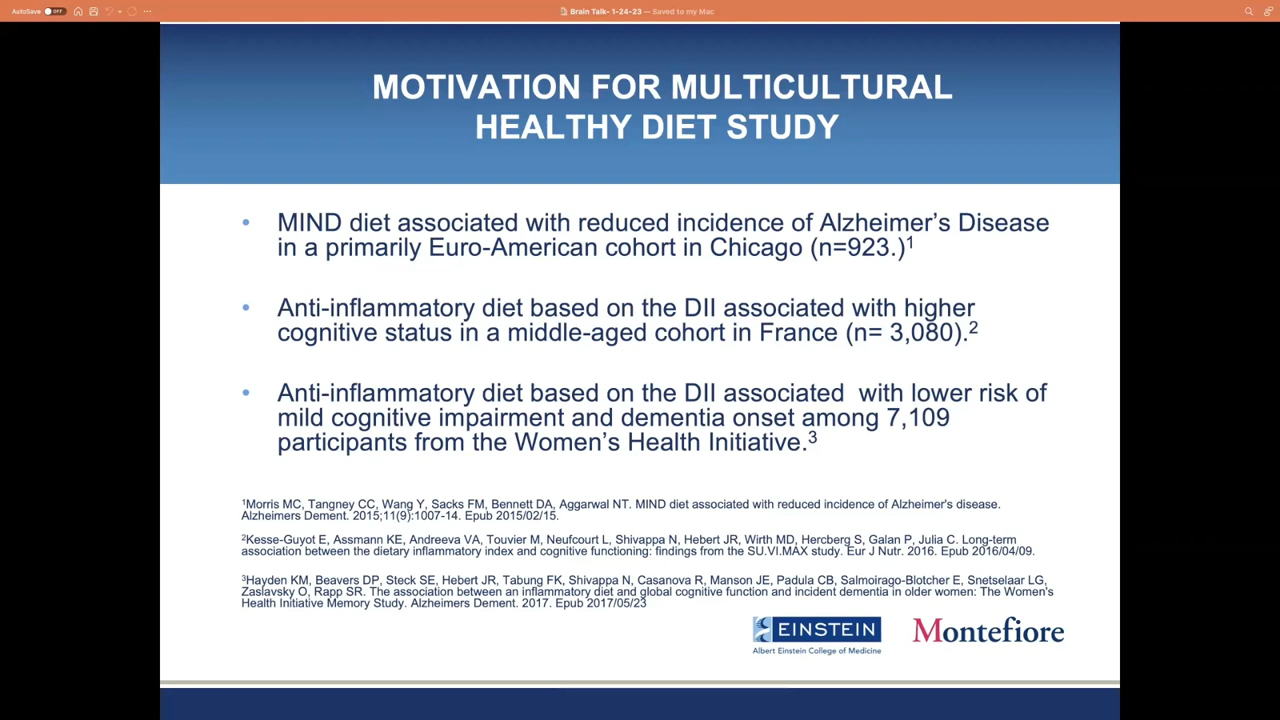 AutoSave OFF
Brain Talk- 1-24-23 — Saved to my Mac
MOTIVATION FOR MULTICULTURAL
HEALTHY DIET STUDY
• MIND diet associated with reduced incidence of Alzheimer's Disease
in a primarily Euro-American cohort in Chicago (n=923.)1
• Anti-inflammatory diet based on the DII associated with higher
cognitive status in a middle-aged cohort in France (n= 3,080).2
• Anti-inflammatory diet based on the DII associated  with lower risk of
mild cognitive impairment and dementia onset among 7,109
participants from the Women's Health Initiative.3
1Morris MC, Tangney CC, Wang Y, Sacks FM, Bennett DA, Aggarwal NT. MIND diet associated with reduced incidence of Alzheimer's disease.
Alzheimers Dement. 2015;11(9):1007-14. Epub 2015/02/15.
2Kesse-Guyot E, Assmann KE, Andreeva VA, Touvier M, Neufcourt L, Shivappa N, Hebert JR, Wirth MD, Hercberg S, Galan P, Julia C. Long-term
association between the dietary inflammatory index and cognitive functioning: findings from the SU.VI.MAX study. Eur J Nutr. 2016. Epub 2016/04/09.
3Hayden KM, Beavers DP, Steck SE, Hebert JR, Tabung FK, Shivappa N, Casanova R, Manson JE, Padula CB, Salmoirago-Blotcher E, Snetselaar LG,
Zaslavsky O, Rapp SR. The association between an inflammatory diet and global cognitive function and incident dementia in older women: The Women's
Health Initiative Memory Study. Alzheimers Dement. 2017. Epub 2017/05/23
EINSTEIN
Albert Einstein College of Medicine
Montefiore